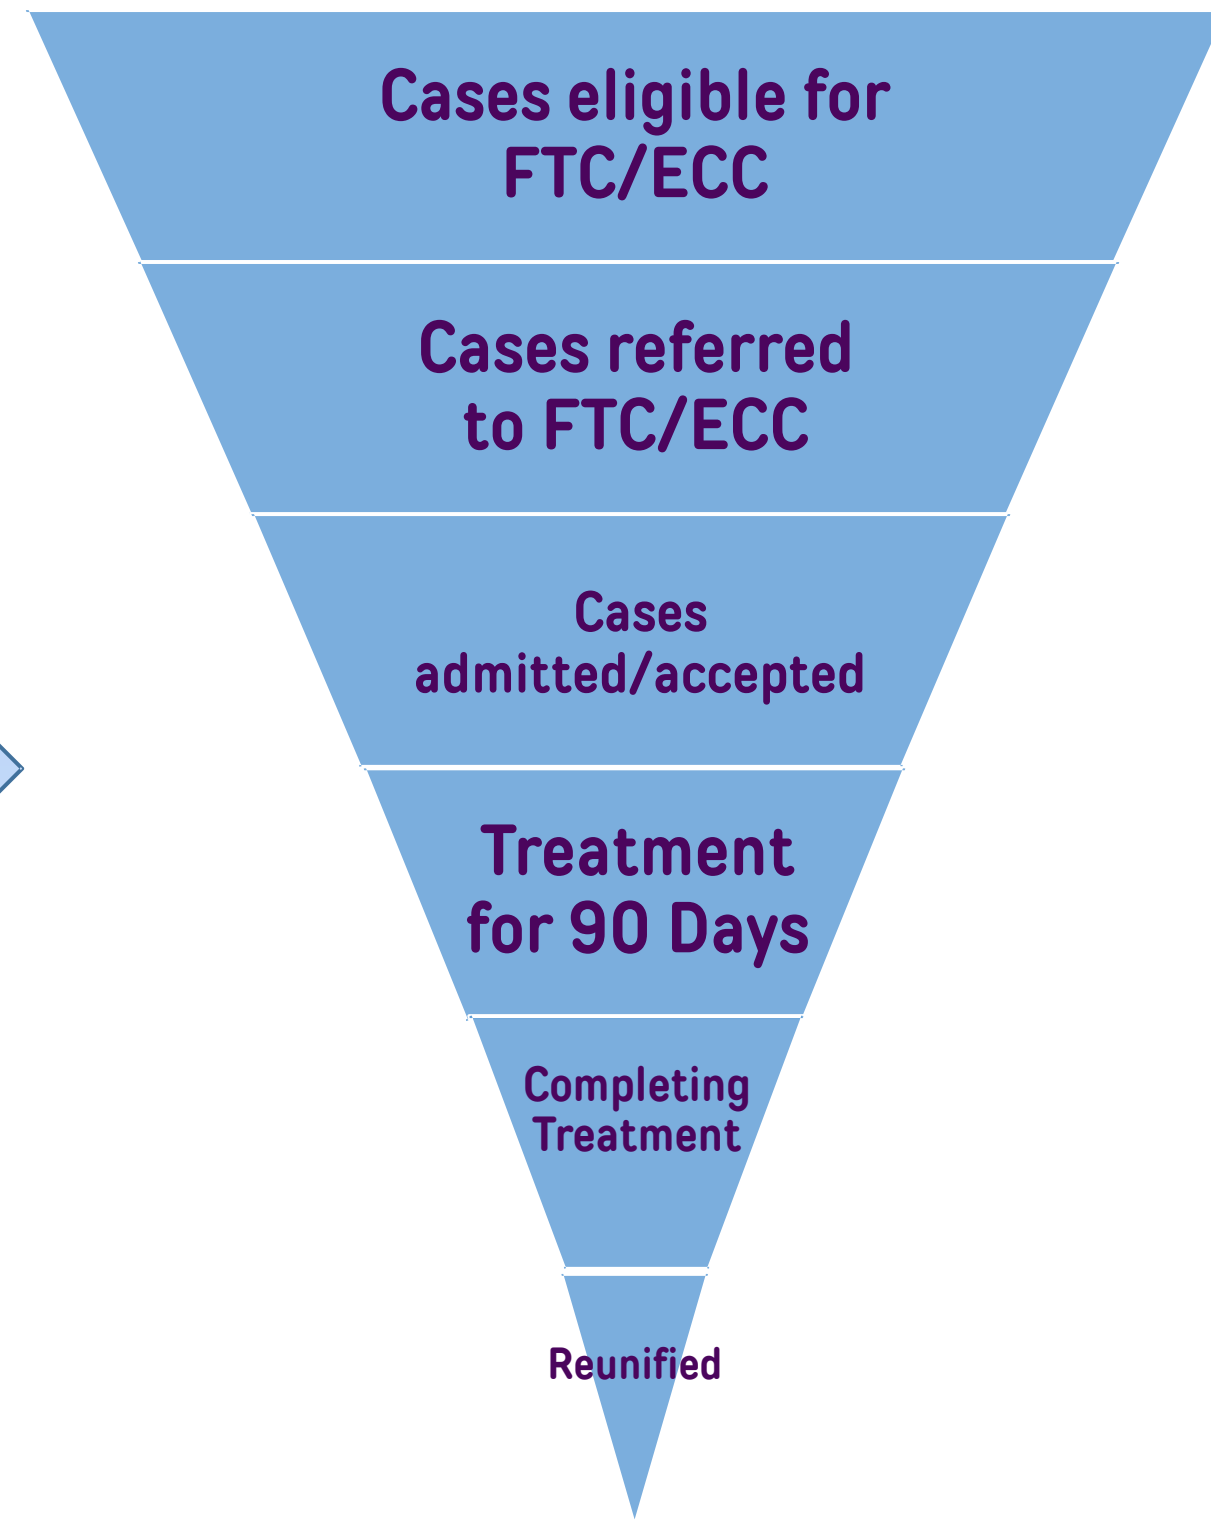 Cases eligible for
FTC/ECC
Cases referred
to FTC/ECC
Cases
admitted/accepted
Treatment
for 90 Days
Completing
Treatment
Reunified